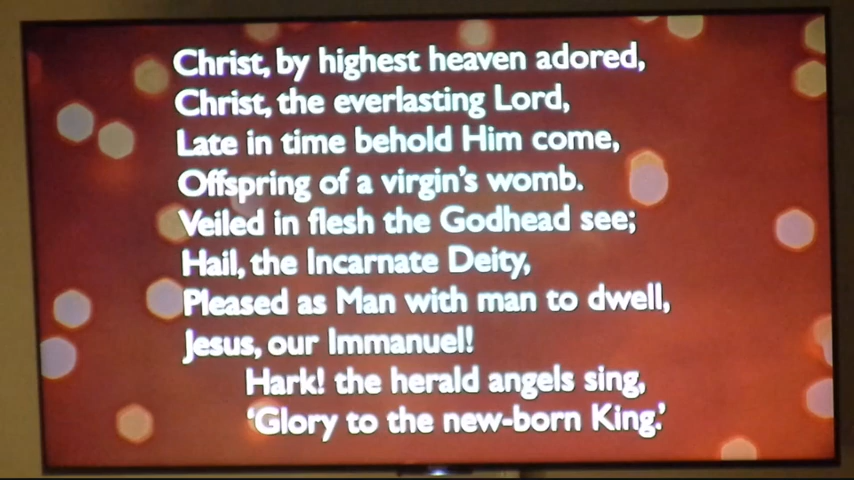 Christ, by highest heaven adored,
Christ, the everlasting Lord,
Late in time behold Him come,
Offspring of a virgin's womb.
Veiled in flesh the Godhead see;
Hail, the Incarnate Deity,
Pleased as Man with man to dwell,
Jesus, our Immanuel!
Hark! the herald angels sing,
‘Glory to the new-born King.’